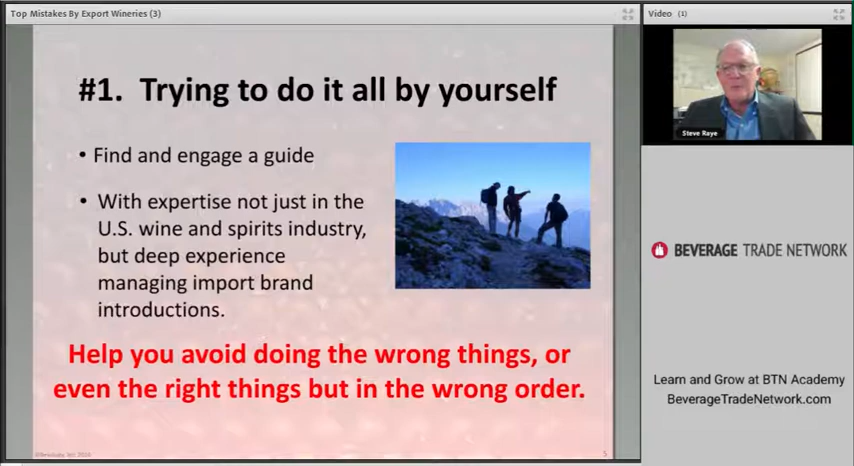 Top Mistakes By Export Wineries (3)
Video (1)
#1. Trying to do it all by yourself
• Find and engage a guide
• With expertise not just in the
U.S. wine and spirits industry,
but deep experience
managing import brand
introductions.
Help you avoid doing the wrong things, or
even the right things but in the wrong order.
5
Steve Raye
BEVERAGE TRADE NETWORK
Learn and Grow at BTN Academy
BeverageTradeNetwork.com